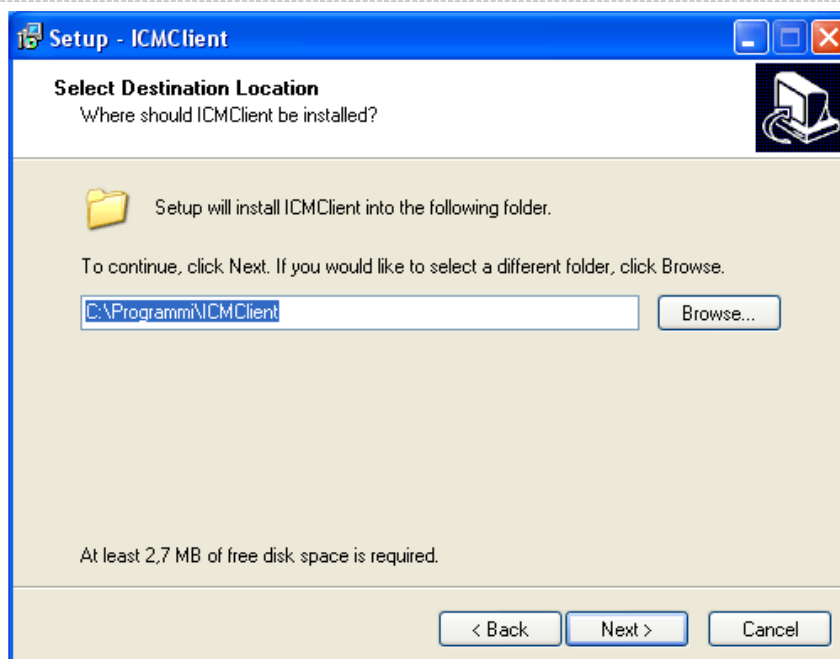 Setup - ICMClient
Select Destination Location
Where should ICMClient be installed?
Setup will install ICMClient into the following folder.
To continue, click Next. If you would like to select a different folder, click Browse.
C:\Programmi\ICMClient
Browse...
At least 2,7 MB of free disk space is required.
< Back
Next >
Cancel